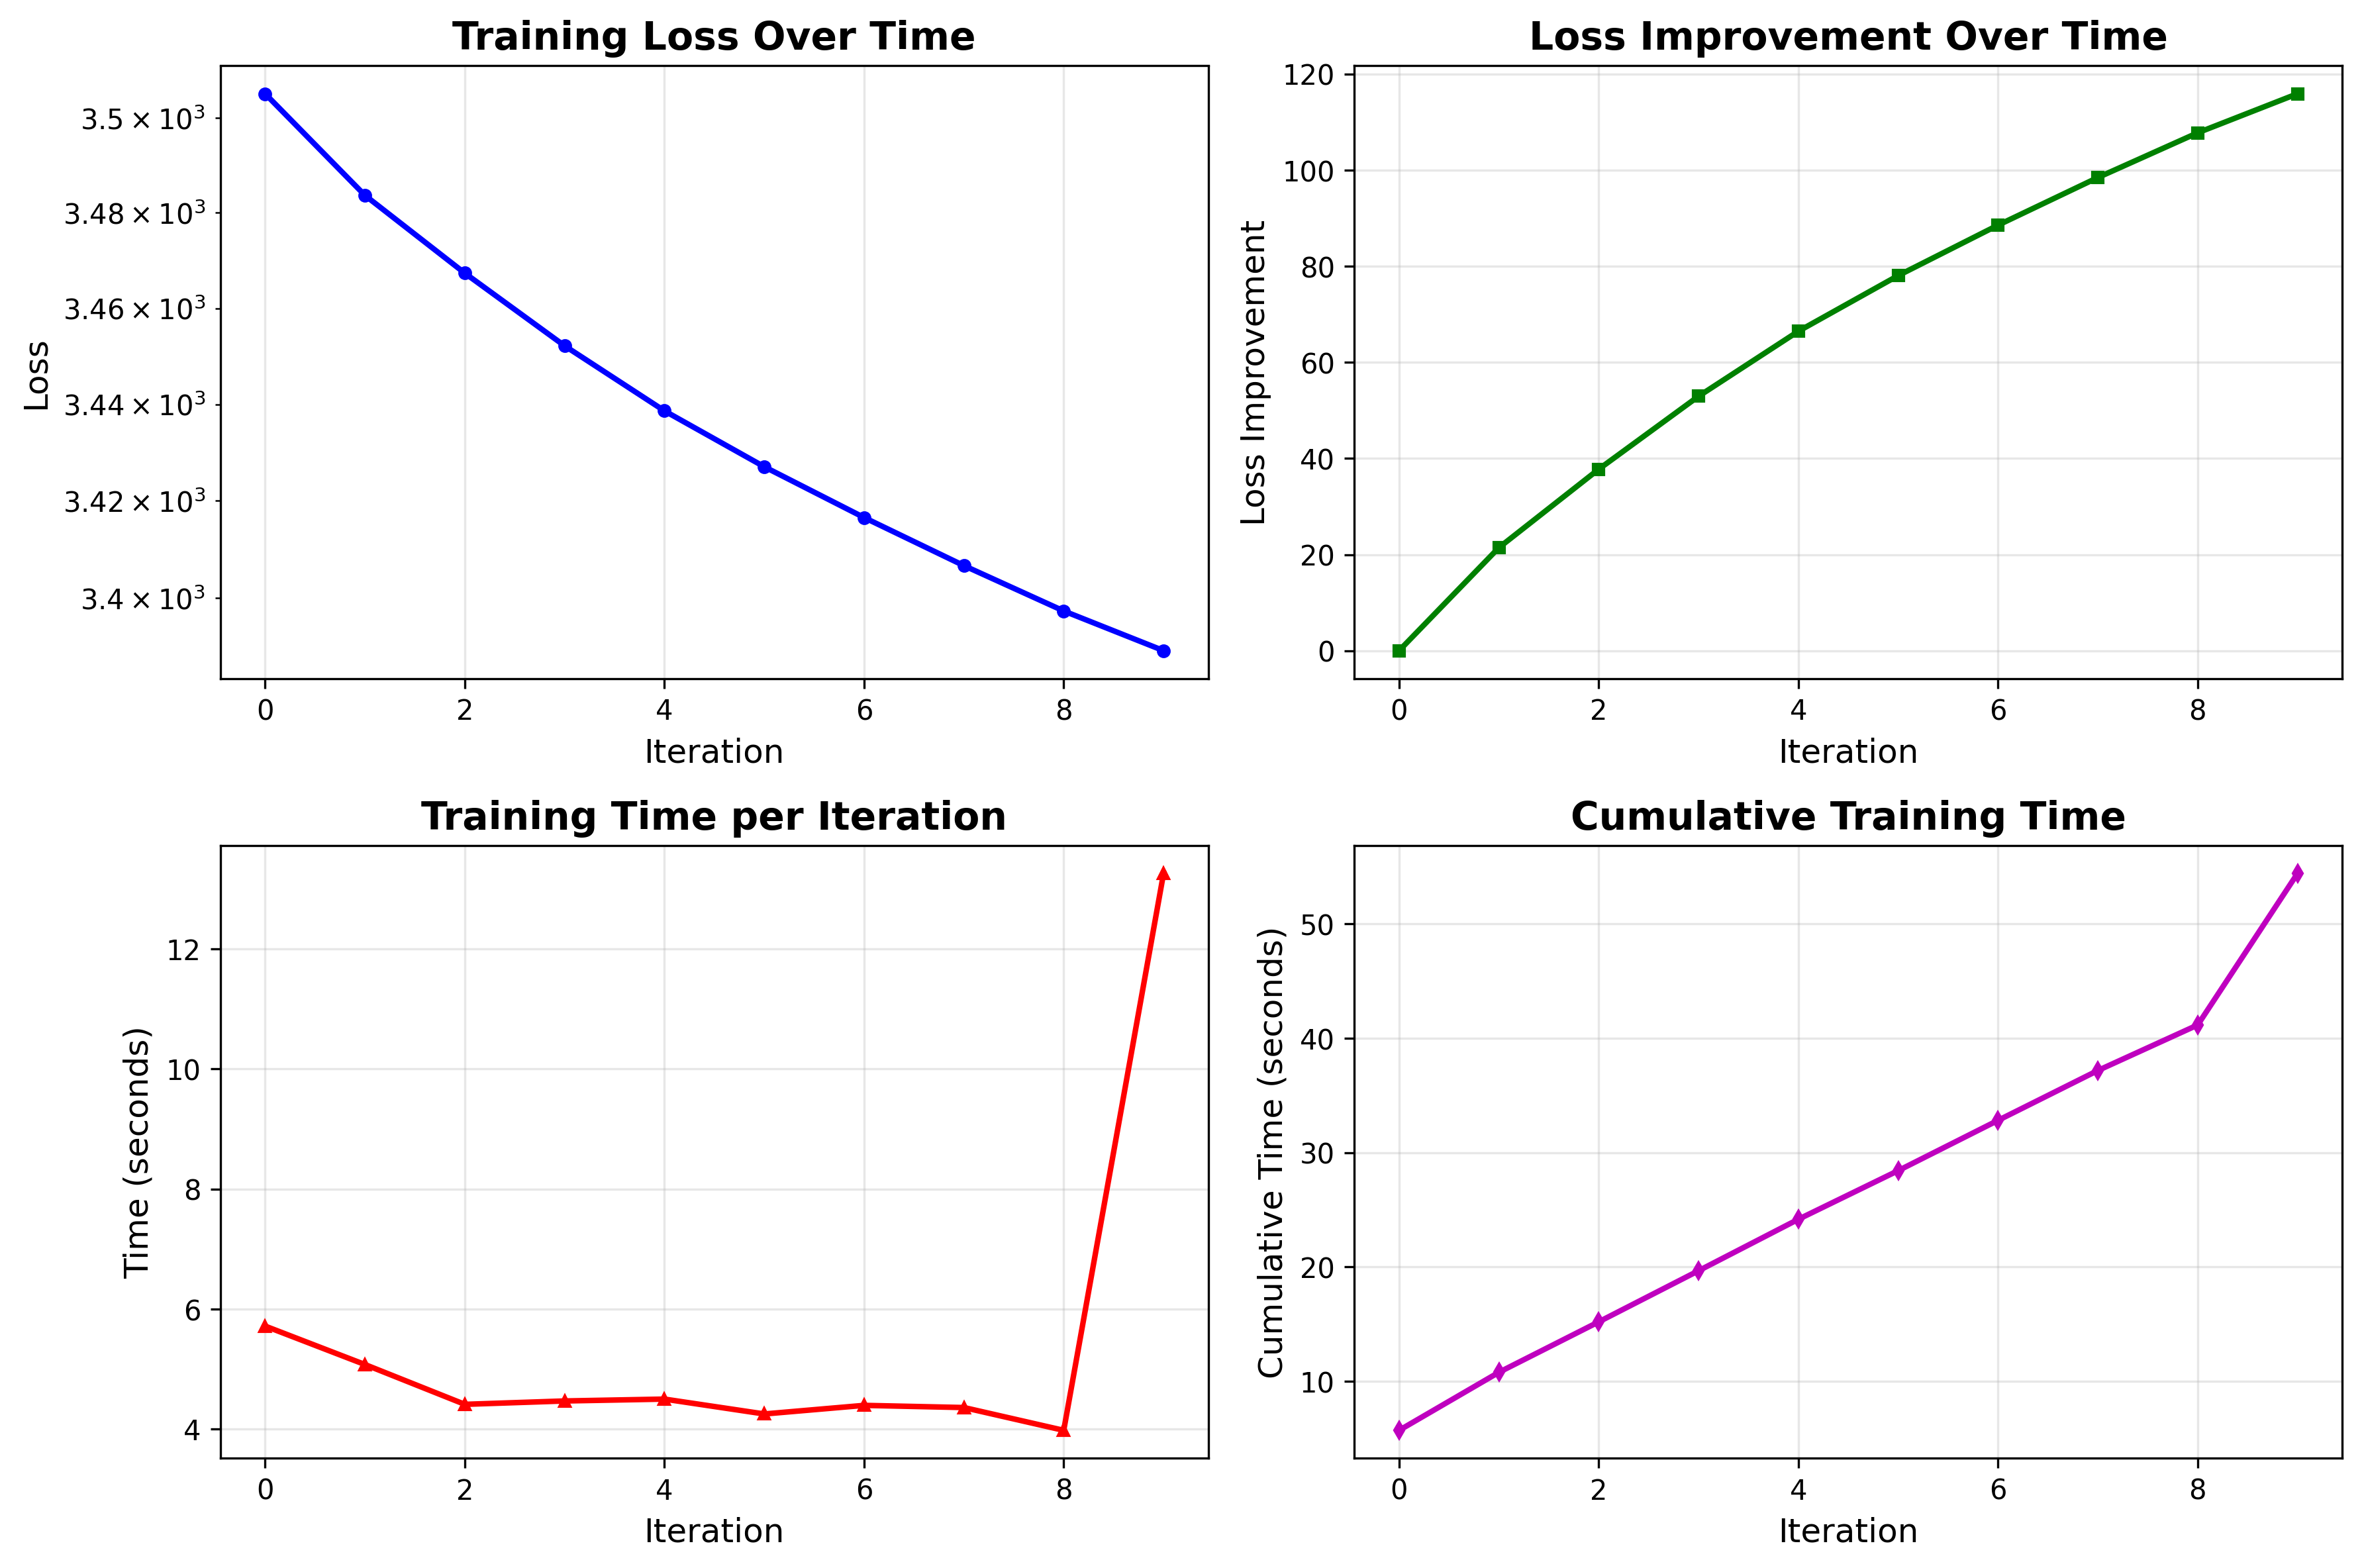 Training Loss Over Time
Loss
3.5 × 10³
3.48 × 10³
3.46 × 10³
3.44 × 10³
3.42 × 10³
3.4 × 10³
0 2 4 6 8
Iteration
Loss Improvement Over Time
Loss Improvement
120
100
80
60
40
20
0
0 2 4 6 8
Iteration
Training Time per Iteration
Time (seconds)
12
10
8
6
4
0 2 4 6 8
Iteration
Cumulative Training Time
Cumulative Time (seconds)
50
40
30
20
10
0 2 4 6 8
Iteration